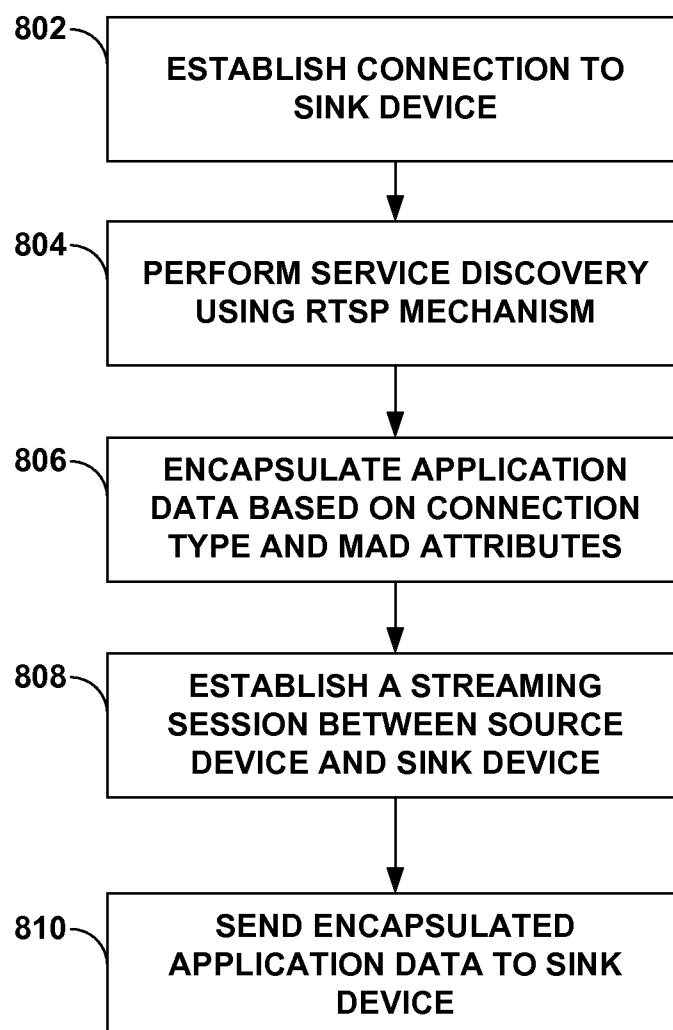 802
ESTABLISH CONNECTION TO
SINK DEVICE
804
PERFORM SERVICE DISCOVERY
USING RTSP MECHANISM
806
ENCAPSULATE APPLICATION
DATA BASED ON CONNECTION
TYPE AND MAD ATTRIBUTES
808
ESTABLISH A STREAMING
SESSION BETWEEN SOURCE
DEVICE AND SINK DEVICE
810
SEND ENCAPSULATED
APPLICATION DATA TO SINK
DEVICE